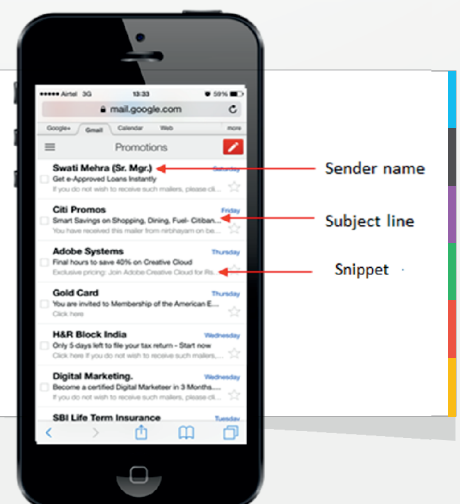 Airtel 3G 13:33 59%
mail.google.com
Google+ Gmail Calendar Web more
Promotions
Swati Mehra (Sr. Mgr.) Saturday
Get e-Approved Loans Instantly
If you do not wish to receive such mailers, please cli...
Citi Promos Friday
Smart Savings on Shopping, Dining, Fuel- Citiban...
You have received this mailer from nirbhayam on be...
Adobe Systems Thursday
Final hours to save 40% on Creative Cloud
Exclusive pricing: Join Adobe Creative Cloud for Rs.
Gold Card Thursday
You are invited to Membership of the American E...
Click here
H&R Block India Wednesday
Only 5-days left to file your tax return - Start now
Click here If you do not wish to receive such mailers,...
Digital Marketing. Wednesday
Become a certified Digital Marketeer in 3 Months....
If you do not wish to receive such mailers, please cli...
SBI Life Term Insurance Tuesday
Sender name
Subject line
Snippet